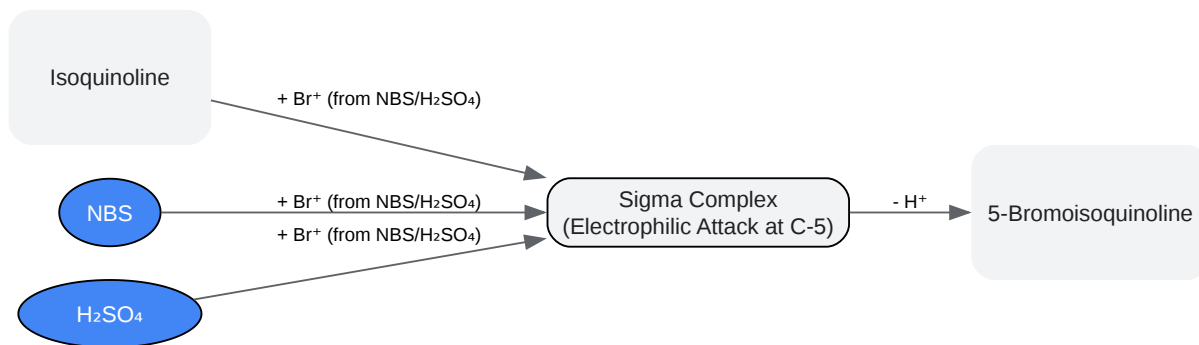 Isoquinoline
+ Br⁺ (from NBS/H₂SO₄)
NBS
+ Br⁺ (from NBS/H₂SO₄)
+ Br⁺ (from NBS/H₂SO₄)
H₂SO₄
Sigma Complex
(Electrophilic Attack at C-5)
- H⁺
5-Bromoisoquinoline